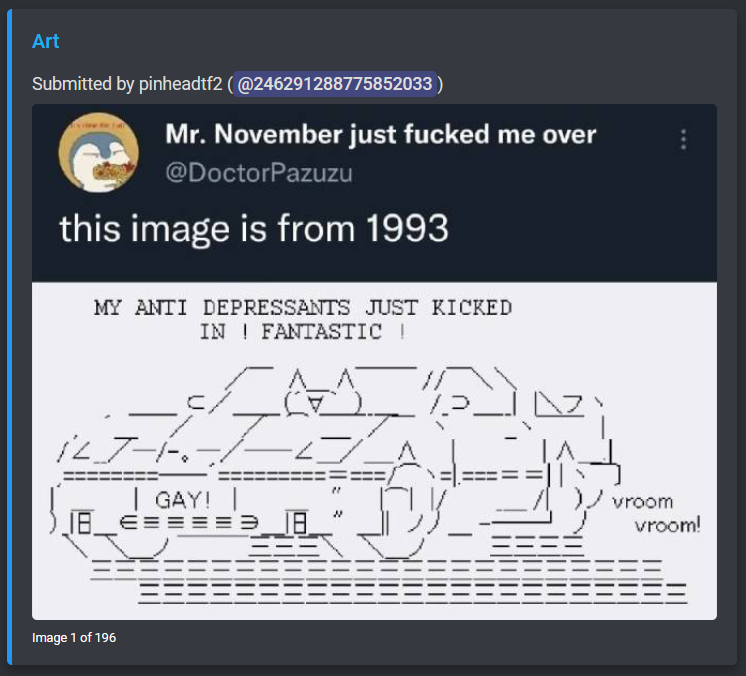 Art
Submitted by pinheadtf2 (@246291288775852033)
Mr. November just fucked me over
@DoctorPazuzu
this image is from 1993
MY ANTI DEPRESSANTS JUST KICKED
IN ! FANTASTIC !
GAY!
vroom
vroom!
Image 1 of 196